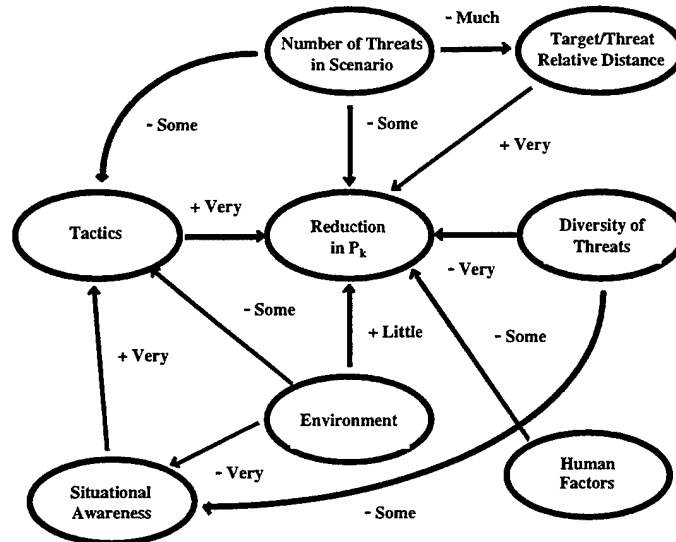 Number of Threats
in Scenario
- Much
Target/Threat
Relative Distance
- Some
- Some
+ Very
Tactics
+ Very
Reduction
in Pk
Diversity of
Threats
- Very
- Some
+ Little
- Some
+ Very
Environment
- Very
Situational
Awareness
- Some
Human
Factors